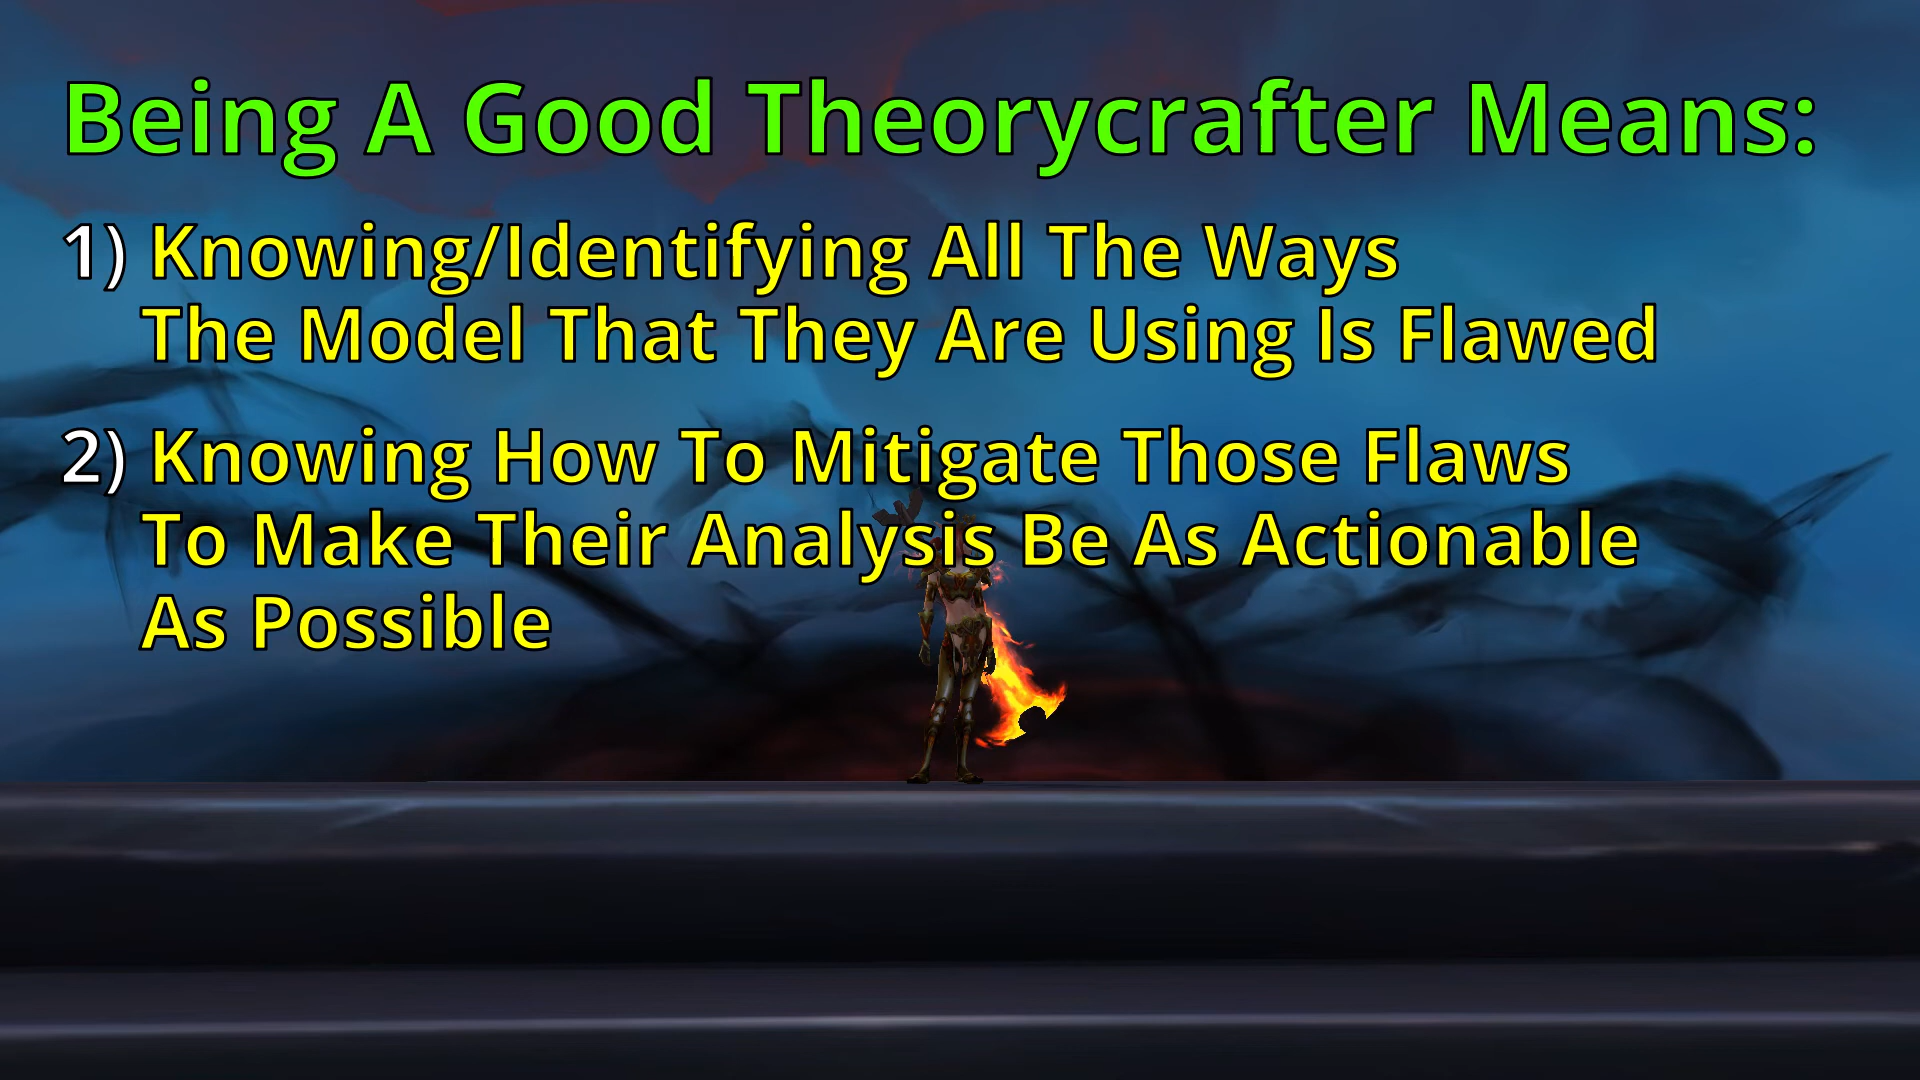 Being A Good Theorycrafter Means:
1) Knowing/Identifying All The Ways
The Model That They Are Using Is Flawed
2) Knowing How To Mitigate Those Flaws
To Make Their Analysis Be As Actionable
As Possible